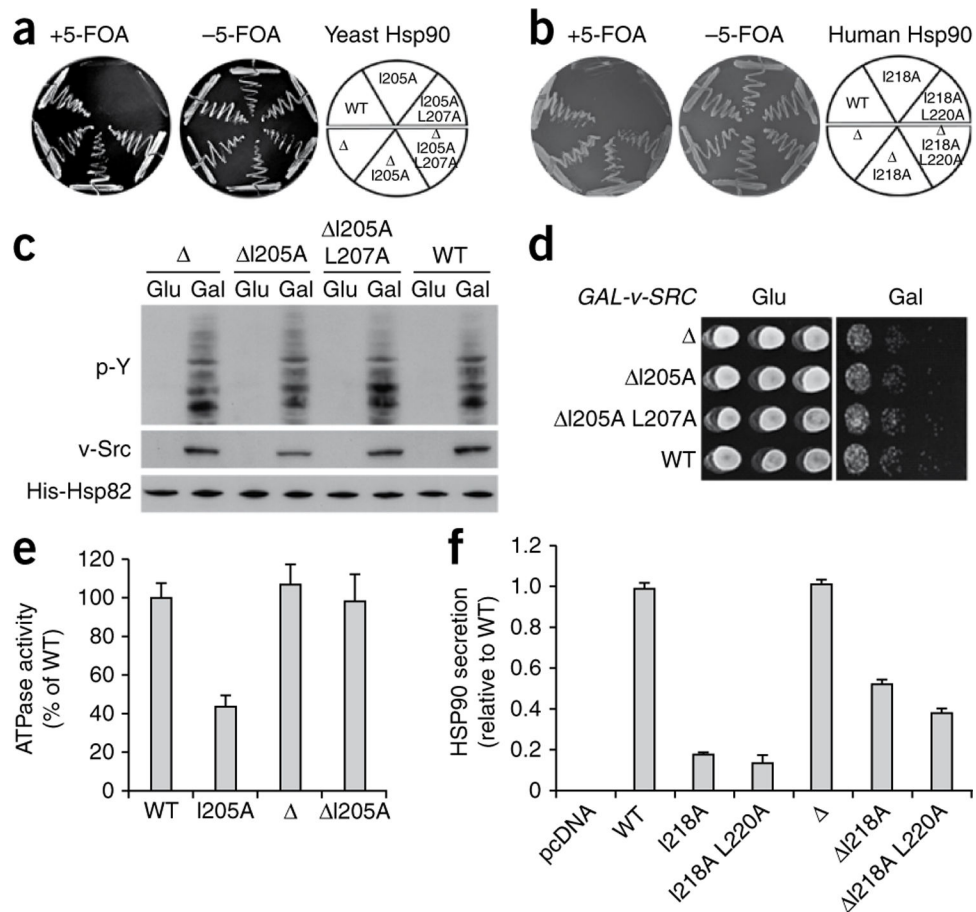 a
+5-FOA –5-FOA Yeast Hsp90
I205A
WT
I205A
L207A
Δ
Δ
I205A
Δ
I205A
L207A
b
+5-FOA –5-FOA Human Hsp90
I218A
WT
I218A
L220A
Δ
Δ
I218A
Δ
I218A
L220A
c
Δ ΔI205A ΔI205A L207A WT
Glu Gal Glu Gal Glu Gal Glu Gal
p-Y
v-Src
His-Hsp82
d
GAL-v-SRC Glu Gal
Δ
ΔI205A
ΔI205A L207A
WT
e
ATPase activity
(% of WT)
120
100
80
60
40
20
0
WT I205A Δ ΔI205A
f
HSP90 secretion
(relative to WT)
1.2
1.0
0.8
0.6
0.4
0.2
0
pcDNA
WT
I218A
I218A L220A
Δ
ΔI218A
ΔI218A L220A